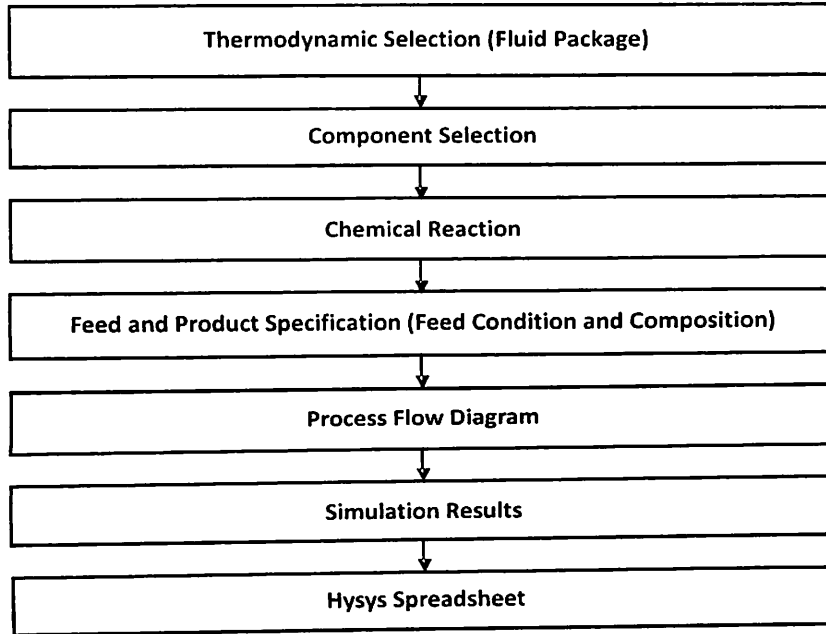 Thermodynamic Selection (Fluid Package)
Component Selection
Chemical Reaction
Feed and Product Specification (Feed Condition and Composition)
Process Flow Diagram
Simulation Results
Hysys Spreadsheet